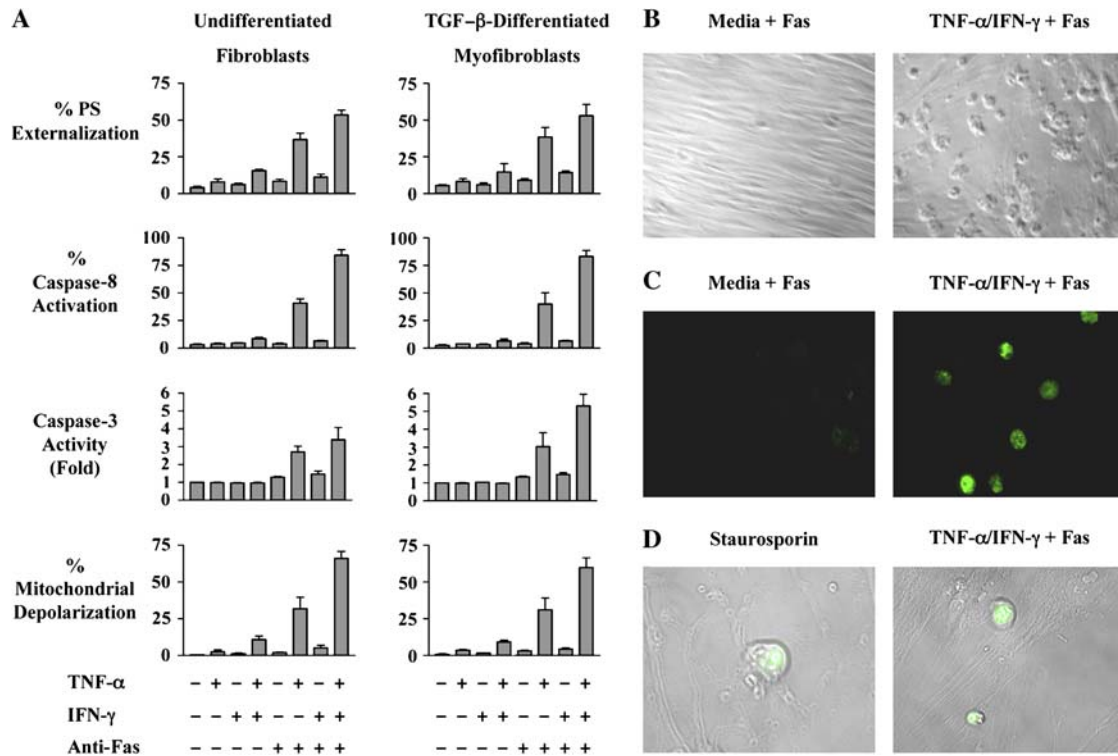 A
Undifferentiated
Fibroblasts
TGF-β-Differentiated
Myofibroblasts
% PS
Externalization
75
50
25
0
75
50
25
0
%
Caspase-8
Activation
100
75
50
25
0
100
75
50
25
0
Caspase-3
Activity
(Fold)
6
5
4
3
2
1
0
6
5
4
3
2
1
0
%
Mitochondrial
Depolarization
75
50
25
0
75
50
25
0
TNF-α − + − + − + − + − + − + − + − +
IFN-γ − − + + − − + + − − + + − − + +
Anti-Fas − − − − + + + + − − − − + + + +
B
Media + Fas
TNF-α/IFN-γ + Fas
C
Media + Fas
TNF-α/IFN-γ + Fas
D
Staurosporin
TNF-α/IFN-γ + Fas